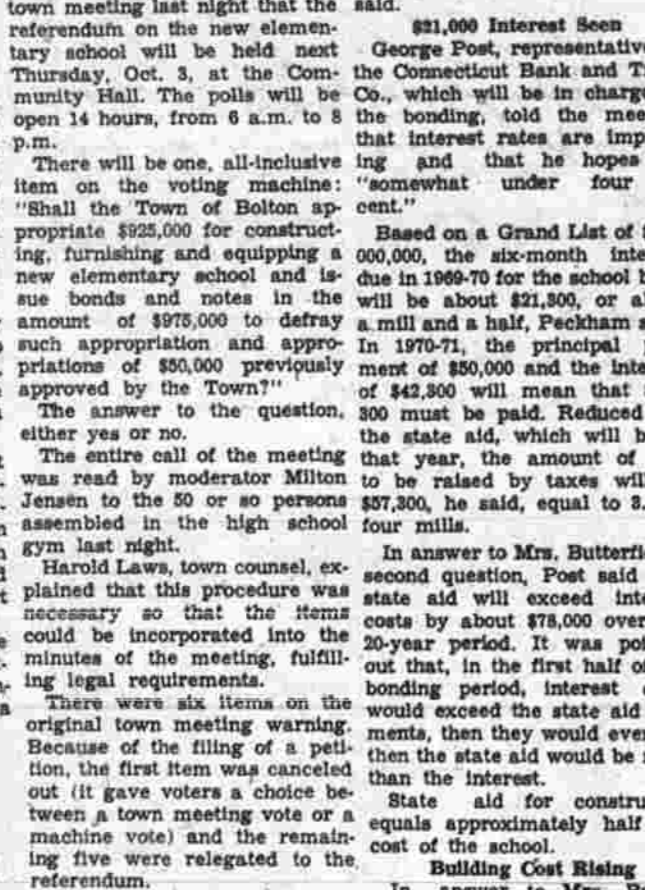 town meeting last night that the
referendum on the new elemen-
tary school will be held next
Thursday, Oct. 3, at the Com-
munity Hall. The polls will be
open 14 hours, from 6 a.m. to 8
p.m.
There will be one, all-inclusive
item on the voting machine:
"Shall the Town of Bolton ap-
propriate $925,000 for construct-
ing, furnishing and equipping a
new elementary school and is-
sue bonds and notes in the
amount of $975,000 to defray
such appropriation and appro-
priations of $50,000 previously
approved by the Town?"
The answer to the question,
either yes or no.
The entire call of the meeting
was read by moderator Milton
Jensen to the 50 or so persons
assembled in the high school
gym last night.
Harold Laws, town counsel, ex-
plained that this procedure was
necessary so that the items
could be incorporated into the
minutes of the meeting, fulfill-
ing legal requirements.
There were six items on the
original town meeting warning.
Because of the filing of a peti-
tion, the first item was canceled
out (it gave voters a choice be-
tween a town meeting vote or a
machine vote) and the remain-
ing five were relegated to the
referendum.
said.
$21,000 Interest Seen
George Post, representative
the Connecticut Bank and
Co., which will be in charge
the bonding, told the
that interest rates are
ing and that he hopes
"somewhat under four
cent."
Based on a Grand List of
000,000, the six-month
due in 1969-70 for the school
will be about $21,800, or
a mill and a half, Peckham
In 1970-71, the principal
ment of $50,000 and the
of $42,300 will mean that
300 must be paid. Reduced
the state aid, which will
that year, the amount of
to be raised by taxes
$57,300, he said, equal to 3.
four mills.
In answer to Mrs.
second question, Post said
state aid will exceed
costs by about $78,000 over
20-year period. It was
out that, in the first half
bonding period, interest
would exceed the state aid
ments, then they would
then the state aid would be
than the interest.
State aid for
equals approximately half
cost of the school.
Building Cost Rising
In answer to